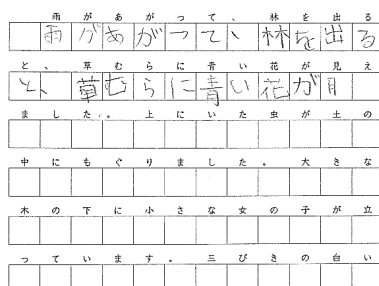 雨があがって、林を出る
雨があがって、林を出る
と、草むらに青い花が見え
と、草むらに青い花が
ました。上にいた虫が土の
中にもぐりました。大きな
木の下に小さな女の子が立
っています。三びきの白い